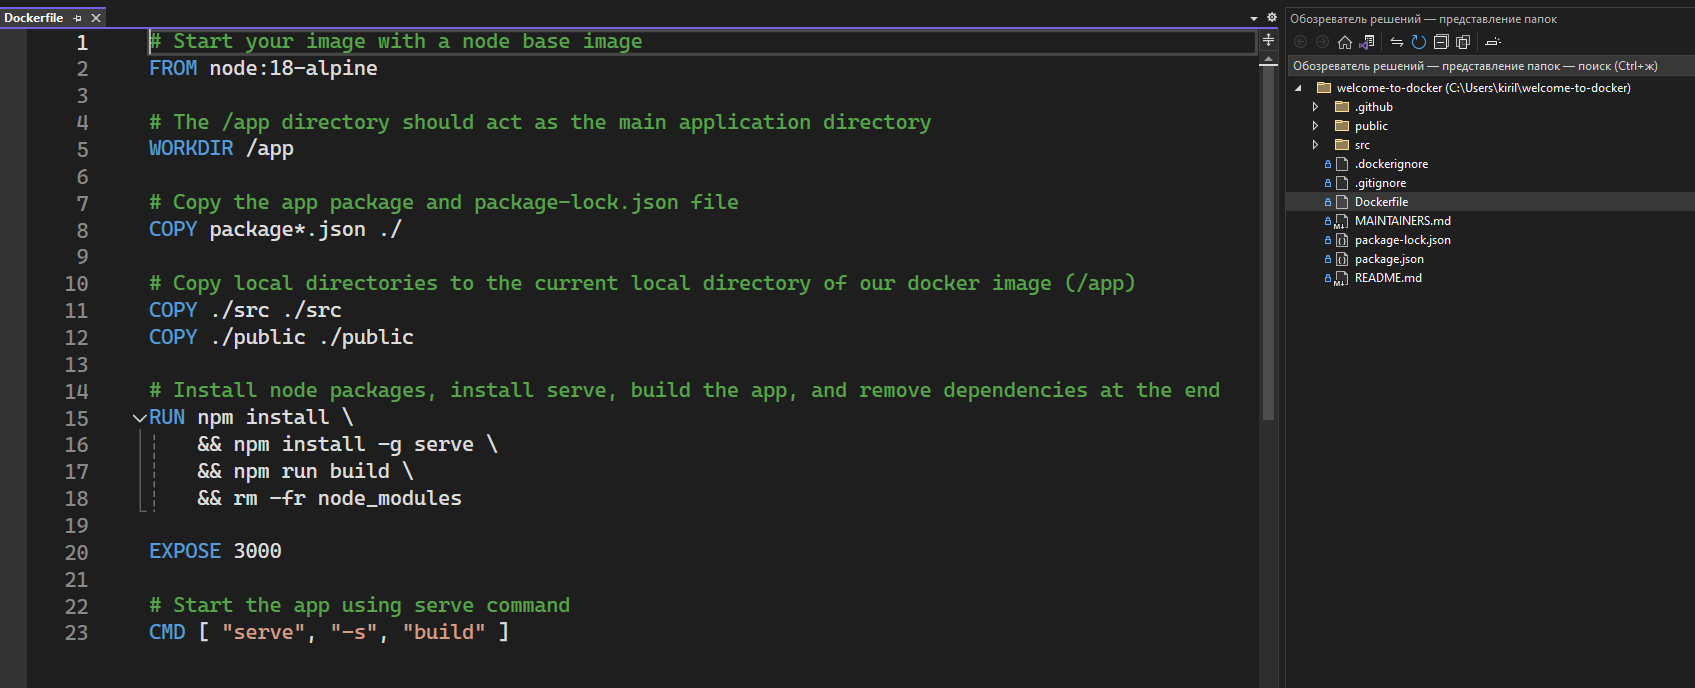 Dockerfile
1 # Start your image with a node base image
2 FROM node:18-alpine
3
4 # The /app directory should act as the main application directory
5 WORKDIR /app
6
7 # Copy the app package and package-lock.json file
8 COPY package*.json ./
9
10 # Copy local directories to the current local directory of our docker image (/app)
11 COPY ./src ./src
12 COPY ./public ./public
13
14 # Install node packages, install serve, build the app, and remove dependencies at the end
15 RUN npm install \
16 && npm install -g serve \
17 && npm run build \
18 && rm -fr node_modules
19
20 EXPOSE 3000
21
22 # Start the app using serve command
23 CMD [ "serve", "-s", "build" ]
Обозреватель решений — представление папок
Обозреватель решений — представление папок — поиск (Ctrl+ж)
welcome-to-docker (C:\Users\kiril\welcome-to-docker)
.github
public
src
.dockerignore
.gitignore
Dockerfile
MAINTAINERS.md
package-lock.json
package.json
README.md